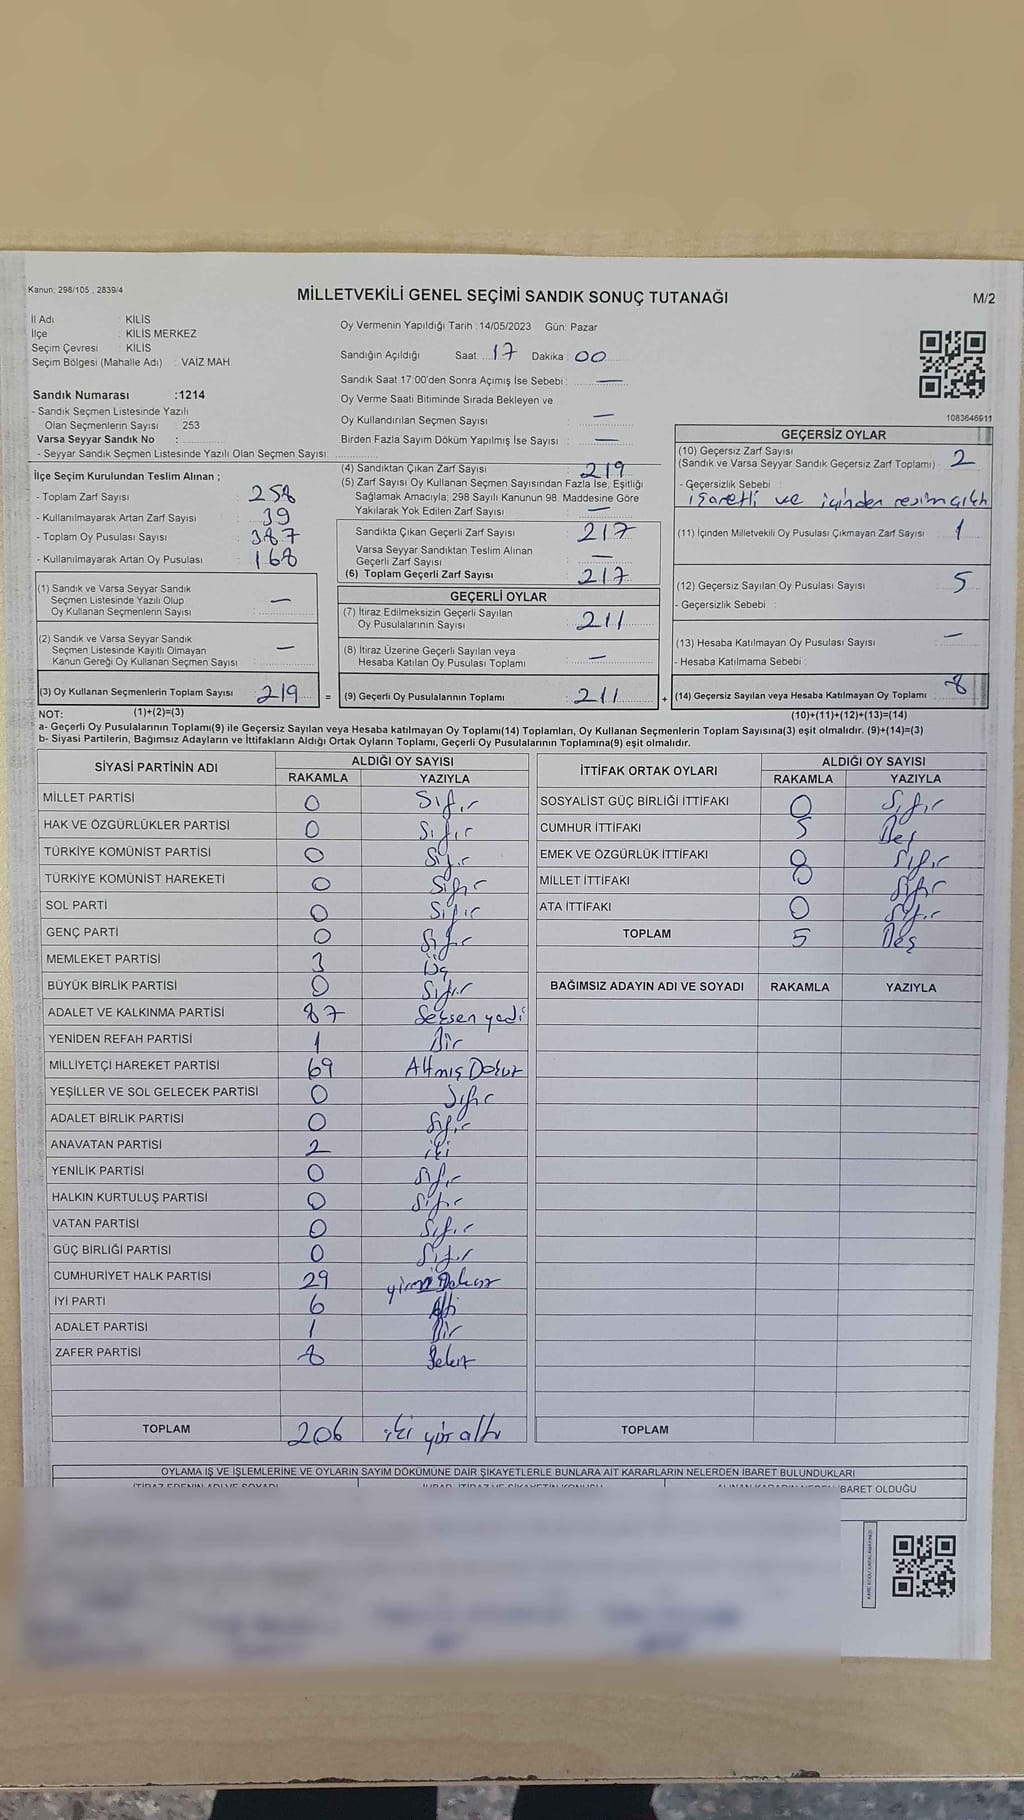 Kanun; 298/105 , 2839/4
MİLLETVEKİLİ GENEL SEÇİMİ SANDIK SONUÇ TUTANAĞI
M/2
İl Adı : KİLİS
İlçe : KİLİS MERKEZ
Seçim Çevresi : KİLİS
Seçim Bölgesi (Mahalle Adı) : VAİZ MAH.
Sandık Numarası :1214
- Sandık Seçmen Listesinde Yazılı
Olan Seçmenlerin Sayısı : 253
Varsa Seyyar Sandık No :
- Seyyar Sandık Seçmen Listesinde Yazılı Olan Seçmen Sayısı:
Oy Vermenin Yapıldığı Tarih : 14/05/2023 Gün: Pazar
Sandığın Açıldığı Saat: 17 Dakika : 00
Sandık Saat 17:00'den Sonra Açımış İse Sebebi : —
Oy Verme Saati Bitiminde Sırada Bekleyen ve
Oy Kullandırılan Seçmen Sayısı : —
Birden Fazla Sayım Döküm Yapılmış İse Sayısı : —
1083646911
İlçe Seçim Kurulundan Teslim Alınan ;
- Toplam Zarf Sayısı : 258
- Kullanılmayarak Artan Zarf Sayısı : 39
- Toplam Oy Pusulası Sayısı : 387
- Kullanılmayarak Artan Oy Pusulası : 168
(1) Sandık ve Varsa Seyyar Sandık
Seçmen Listesinde Yazılı Olup
Oy Kullanan Seçmenlerin Sayısı : —
(2) Sandık ve Varsa Seyyar Sandık
Seçmen Listesinde Kayıtlı Olmayan
Kanun Gereği Oy Kullanan Seçmen Sayısı : —
(3) Oy Kullanan Seçmenlerin Toplam Sayısı : 219 =
(1)+(2)=(3)
(4) Sandıktan Çıkan Zarf Sayısı : 219
(5) Zarf Sayısı Oy Kullanan Seçmen Sayısından Fazla İse, Eşitliği
Sağlamak Amacıyla; 298 Sayılı Kanunun 98. Maddesine Göre
Yakılarak Yok Edilen Zarf Sayısı : —
Sandıkta Çıkan Geçerli Zarf Sayısı : 217
Varsa Seyyar Sandıktan Teslim Alınan
Geçerli Zarf Sayısı : —
(6) Toplam Geçerli Zarf Sayısı : 217
GEÇERLİ OYLAR
(7) İtiraz Edilmeksizin Geçerli Sayılan
Oy Pusulalarının Sayısı : 211
(8) İtiraz Üzerine Geçerli Sayılan veya
Hesaba Katılan Oy Pusulası Toplamı : —
(9) Geçerli Oy Pusulalarının Toplamı : 211 +
GEÇERSİZ OYLAR
(10) Geçersiz Zarf Sayısı
(Sandık ve Varsa Seyyar Sandık Geçersiz Zarf Toplamı) : 2
- Geçersizlik Sebebi :
işaretli ve içinden resim çıktı
(11) İçinden Milletvekili Oy Pusulası Çıkmayan Zarf Sayısı : 1
(12) Geçersiz Sayılan Oy Pusulası Sayısı : 5
- Geçersizlik Sebebi :
(13) Hesaba Katılmayan Oy Pusulası Sayısı : —
- Hesaba Katılmama Sebebi :
(14) Geçersiz Sayılan veya Hesaba Katılmayan Oy Toplamı : 8
(10)+(11)+(12)+(13)=(14)
NOT:
a- Geçerli Oy Pusulalarının Toplamı(9) ile Geçersiz Sayılan veya Hesaba katılmayan Oy Toplamı(14) Toplamları, Oy Kullanan Seçmenlerin Toplam Sayısına(3) eşit olmalıdır. (9)+(14)=(3)
b- Siyasi Partilerin, Bağımsız Adayların ve İttifakların Aldığı Ortak Oyların Toplamı, Geçerli Oy Pusulalarının Toplamına(9) eşit olmalıdır.
SİYASİ PARTİNİN ADI ALDIĞI OY SAYISI
RAKAMLA YAZIYLA
MİLLET PARTİSİ 0 Sıfır
HAK VE ÖZGÜRLÜKLER PARTİSİ 0 Sıfır
TÜRKİYE KOMÜNİST PARTİSİ 0 Sıfır
TÜRKİYE KOMÜNİST HAREKETİ 0 Sıfır
SOL PARTİ 0 Sıfır
GENÇ PARTİ 0 Sıfır
MEMLEKET PARTİSİ 3 Üç
BÜYÜK BİRLİK PARTİSİ 0 Sıfır
ADALET VE KALKINMA PARTİSİ 87 Seksen yedi
YENİDEN REFAH PARTİSİ 1 Bir
MİLLİYETÇİ HAREKET PARTİSİ 69 Altmış Dokuz
YEŞİLLER VE SOL GELECEK PARTİSİ 0 Sıfır
ADALET BİRLİK PARTİSİ 0 Sıfır
ANAVATAN PARTİSİ 2 iki
YENİLİK PARTİSİ 0 Sıfır
HALKIN KURTULUŞ PARTİSİ 0 Sıfır
VATAN PARTİSİ 0 Sıfır
GÜÇ BİRLİĞİ PARTİSİ 0 Sıfır
CUMHURİYET HALK PARTİSİ 29 yirmi Dokuz
İYİ PARTİ 6 Altı
ADALET PARTİSİ 1 Bir
ZAFER PARTİSİ 8 Sekiz
TOPLAM 206 iki yüz altı
İTTİFAK ORTAK OYLARI ALDIĞI OY SAYISI
RAKAMLA YAZIYLA
SOSYALİST GÜÇ BİRLİĞİ İTTİFAKI 0 Sıfır
CUMHUR İTTİFAKI 5 Beş
EMEK VE ÖZGÜRLÜK İTTİFAKI 0 Sıfır
MİLLET İTTİFAKI 0 Sıfır
ATA İTTİFAKI 0 Sıfır
TOPLAM 5 Beş
BAĞIMSIZ ADAYIN ADI VE SOYADI RAKAMLA YAZIYLA
TOPLAM
OYLAMA İŞ VE İŞLEMLERİNE VE OYLARIN SAYIM DÖKÜMÜNE DAİR ŞİKAYETLERLE BUNLARA AİT KARARLARIN NELERDEN İBARET BULUNDUKLARI
İBARET OLDUĞU